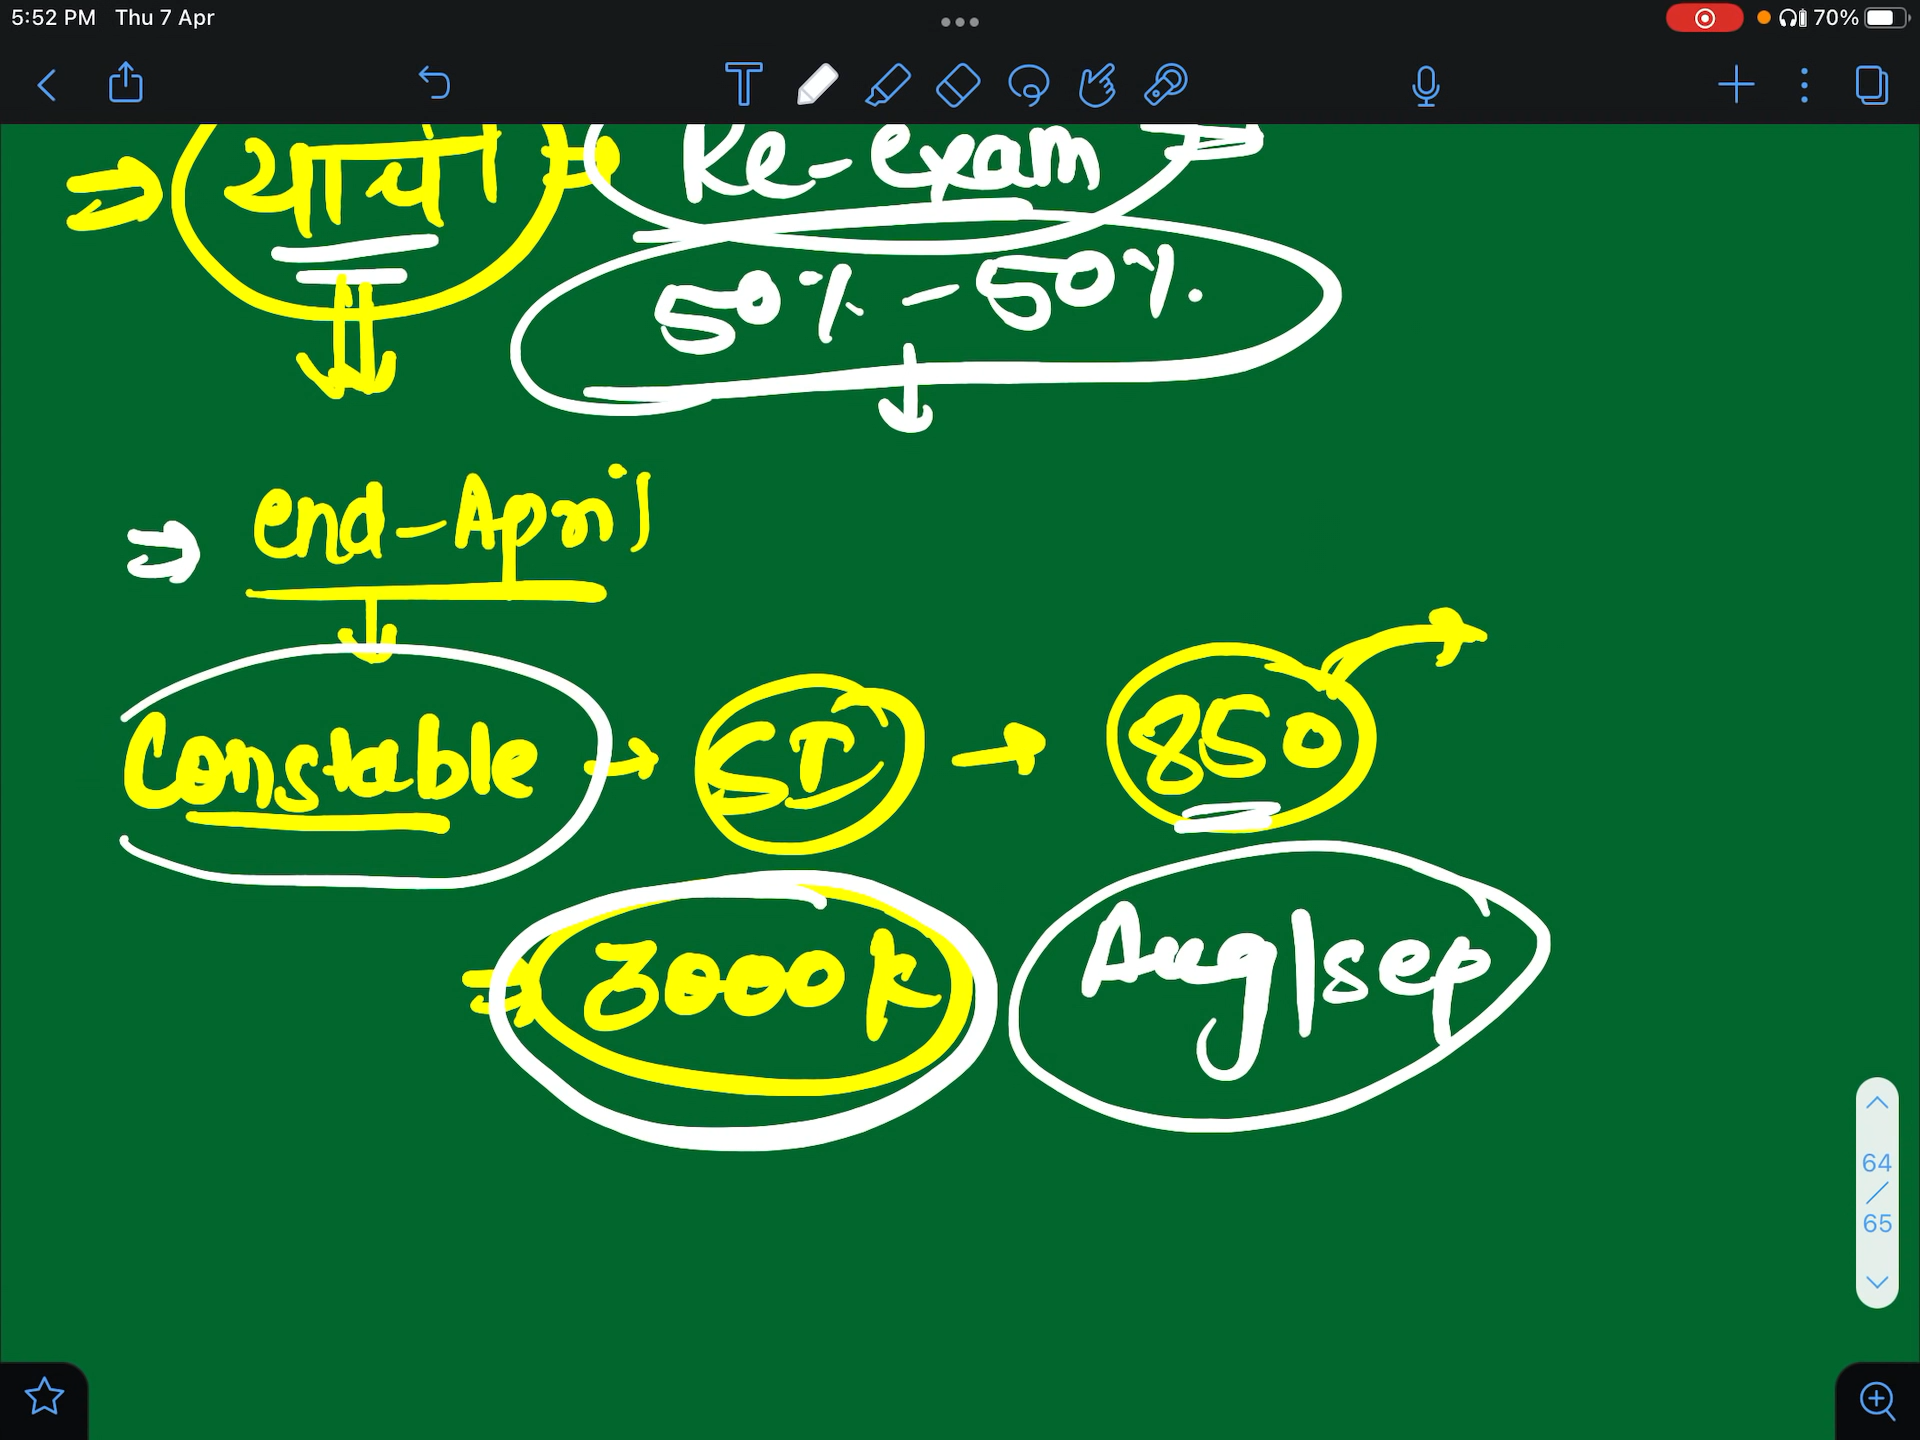 5:52 PM Thu 7 Apr
70%
Re-exam
50% - 50%.
end-April
Constable → SI → 850
⇒ 3000 k Aug|sep
64
/
65